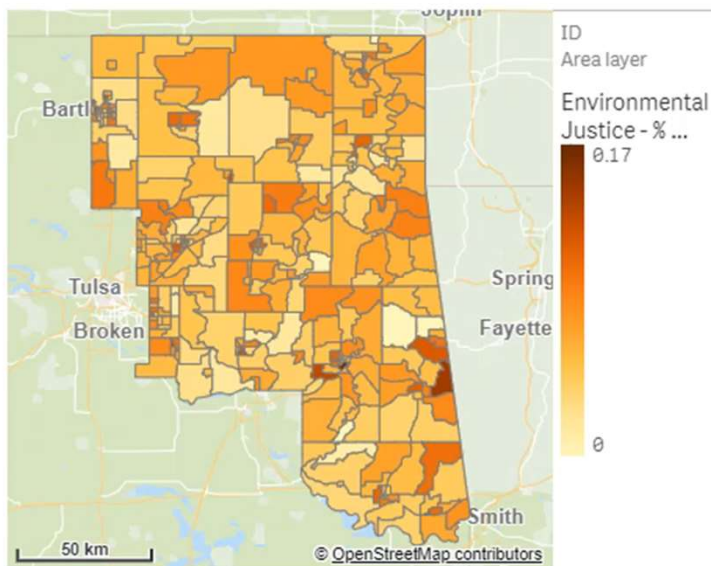 Joplin
ID
Area layer
Environmental
Justice - % ...
0.17
Bartl
Tulsa
Broken
Spring
Fayette
0
Smith
50 km
© OpenStreetMap contributors